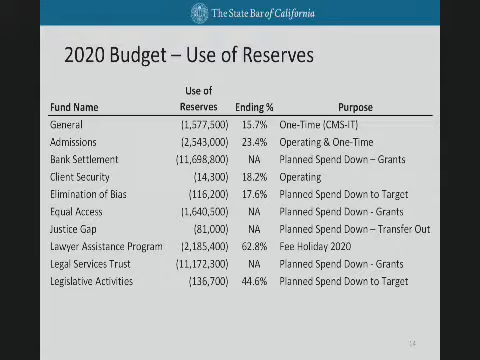 The State Bar of California
2020 Budget – Use of Reserves
Use of
Fund Name Reserves Ending % Purpose
General (1,577,500) 15.7% One-Time (CMS-IT)
Admissions (2,543,000) 23.4% Operating & One-Time
Bank Settlement (11,698,800) NA Planned Spend Down – Grants
Client Security (14,300) 18.2% Operating
Elimination of Bias (116,200) 17.6% Planned Spend Down to Target
Equal Access (1,640,500) NA Planned Spend Down - Grants
Justice Gap (81,000) NA Planned Spend Down – Transfer Out
Lawyer Assistance Program (2,185,400) 62.8% Fee Holiday 2020
Legal Services Trust (11,172,300) NA Planned Spend Down - Grants
Legislative Activities (136,700) 44.6% Planned Spend Down to Target